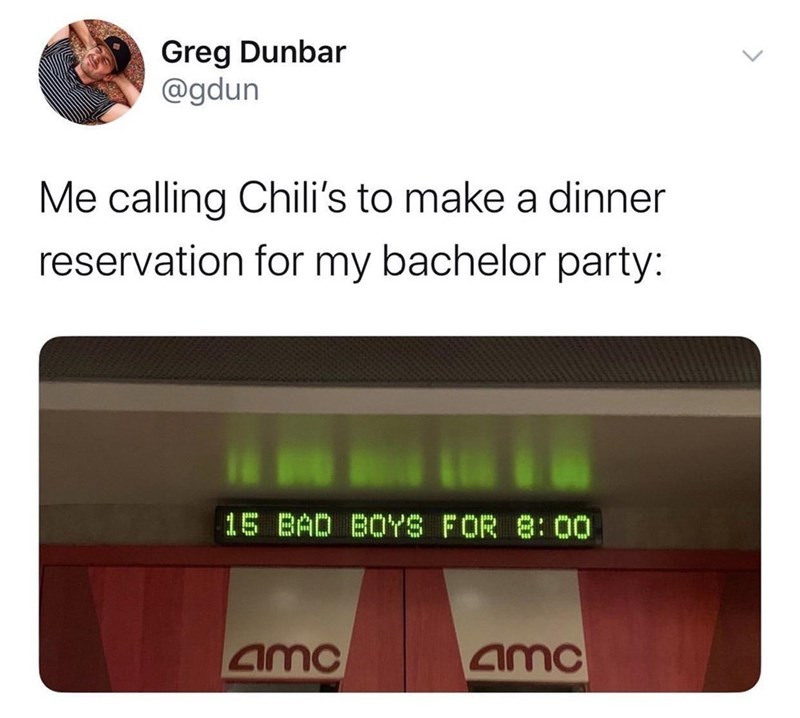 Greg Dunbar
@gdun
Me calling Chili's to make a dinner
reservation for my bachelor party:
15 BAD BOYS FOR 8:00
amc amc